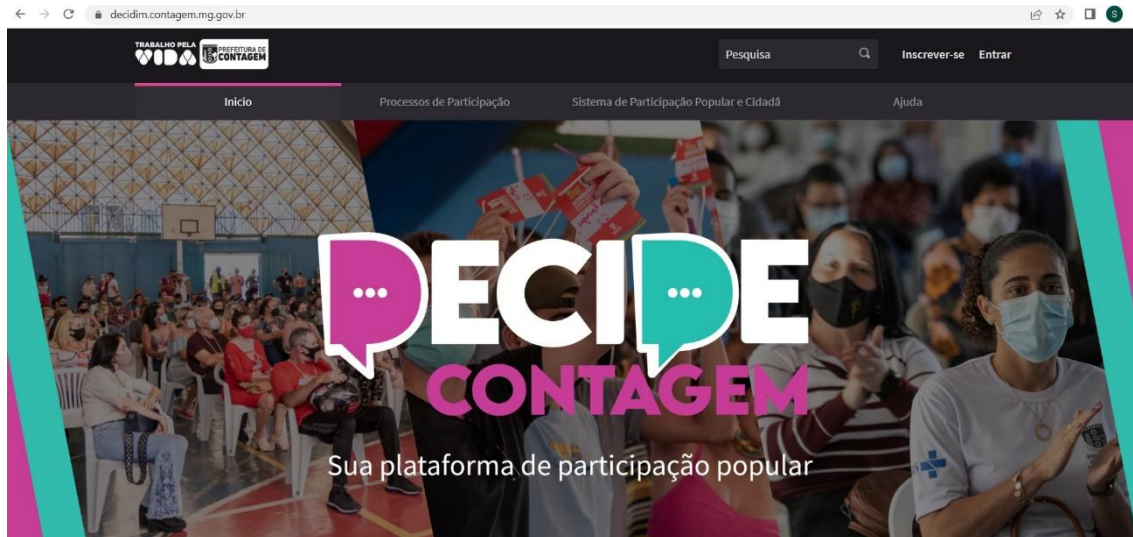 decidim.contagem.mg.gov.br
S
TRABALHO PELA
VIDA
PREFEITURA DE
CONTAGEM
Pesquisa
Inscrever-se Entrar
Inicio Processos de Participação Sistema de Participação Popular e Cidadã Ajuda
DECIDE
CONTAGEM
Sua plataforma de participação popular